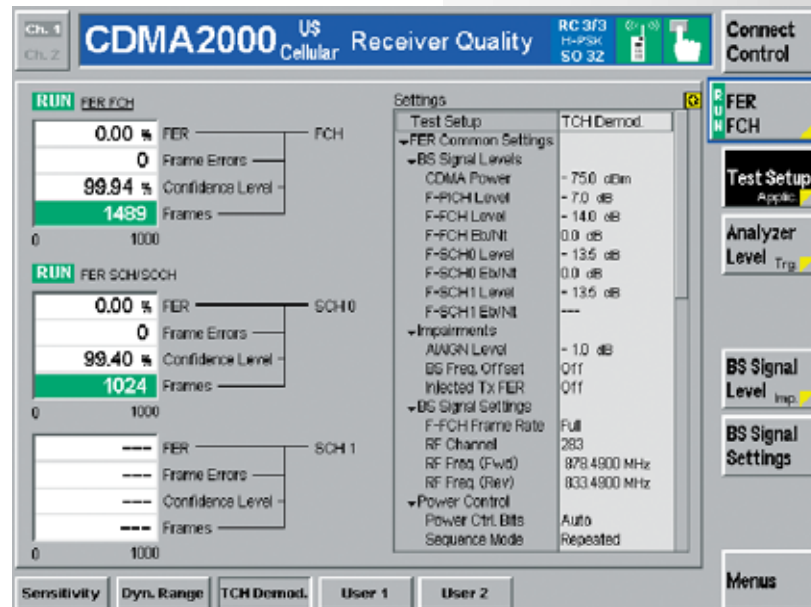 Ch. 1
Ch. 2
CDMA2000 US Cellular Receiver Quality
RC 3/3
H-PSK
SO 32
Connect Control
RUN FER FCH
0.00 % FER FCH
0 Frame Errors
99.94 % Confidence Level
1489 Frames
0 1000
RUN FER SCH/SCCH
0.00 % FER SCH 0
0 Frame Errors
99.40 % Confidence Level
1024 Frames
0 1000
--- FER SCH 1
--- Frame Errors
--- Confidence Level
--- Frames
0 1000
Settings
Test Setup TCH Demod.
FER Common Settings
BS Signal Levels
CDMA Power - 75.0 dBm
F-PICH Level - 7.0 dB
F-FCH Level - 14.0 dB
F-FCH Eb/Nt 0.0 dB
F-SCH0 Level - 13.5 dB
F-SCH0 Eb/Nt 0.0 dB
F-SCH1 Level - 13.5 dB
F-SCH1 Eb/Nt ---
Impairments
AWGN Level - 1.0 dB
BS Freq. Offset Off
Injected Tx FER Off
BS Signal Settings
F-FCH Frame Rate Full
RF Channel 283
RF Freq. (Fwd) 878.4900 MHz
RF Freq. (Rev) 833.4900 MHz
Power Control
Power Ctrl. Bits Auto
Sequence Mode Repeated
RUN
FER FCH
Test Setup
Applic.
Analyzer Level Trg.
BS Signal Level Imp.
BS Signal Settings
Menus
Sensitivity Dyn. Range TCH Demod. User 1 User 2